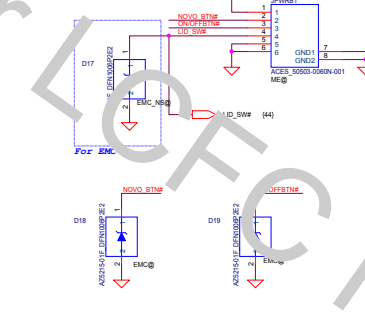 JPWRB1
NOVO_BTN# 1 1
ON/OFFBTN# 2 2
LID_SW# 3 3
4 4
5 5
6 6
GND1 7
GND2 8
ACES_50503-0060N-001
ME@
D17
1
2
EMC_NS@
LID_SW# (44)
For EMC
NOVO_BTN#
OFFBTN#
D18
AZ5215-01F_DFN1006P2E2
1
2
EMC@
D19
AZ5215-01F_DFN1006P2E2
1
2
EMC@
LCFC